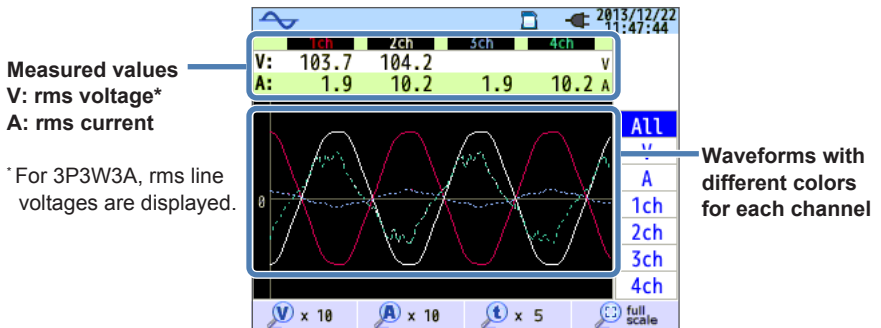 2013/12/22
11:47:44
1ch 2ch 3ch 4ch
V: 103.7 104.2 V
A: 1.9 10.2 1.9 10.2 A
Measured values
V: rms voltage*
A: rms current
* For 3P3W3A, rms line
voltages are displayed.
0
All
V
A
1ch
2ch
3ch
4ch
Waveforms with
different colors
for each channel
V x 10 A x 10 t x 5 full
scale